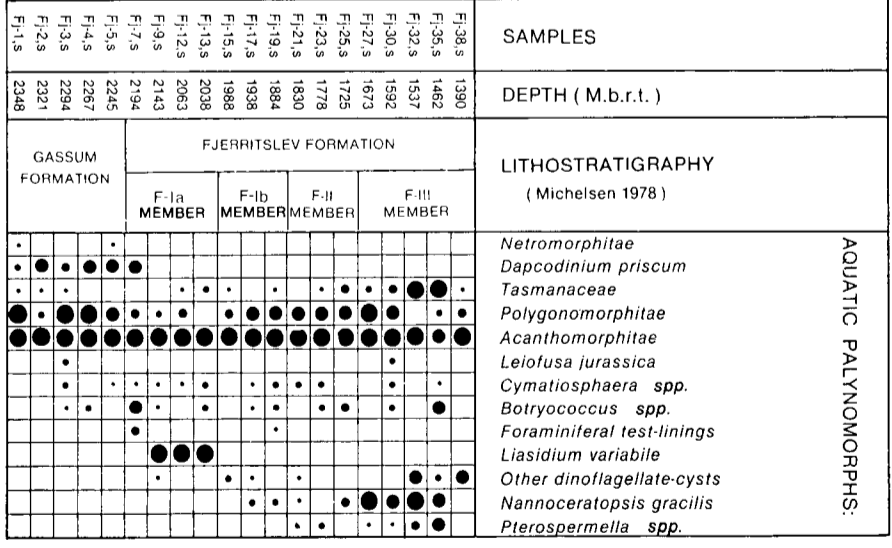 Fj-1,s Fj-2,s Fj-3,s Fj-4,s Fj-5,s Fj-7,s Fj-9,s Fj-12,s Fj-13,s Fj-15,s Fj-17,s Fj-19,s Fj-21,s Fj-23,s Fj-25,s Fj-27,s Fj-30,s Fj-32,s Fj-35,s Fj-38,s SAMPLES
2348 2321 2294 2267 2245 2194 2143 2063 2038 1988 1938 1884 1830 1778 1725 1673 1592 1537 1462 1390 DEPTH ( M.b.r.t. )
GASSUM
FORMATION
FJERRITSLEV FORMATION
F-Ia
MEMBER
F-Ib
MEMBER
F-II
MEMBER
F-III
MEMBER
LITHOSTRATIGRAPHY
( Michelsen 1978 )
Netromorphitae
Dapcodinium priscum
Tasmanaceae
Polygonomorphitae
Acanthomorphitae
Leiofusa jurassica
Cymatiosphaera spp.
Botryococcus spp.
Foraminiferal test-linings
Liasidium variabile
Other dinoflagellate-cysts
Nannoceratopsis gracilis
Pterospermella spp.
AQUATIC PALYNOMORPHS: